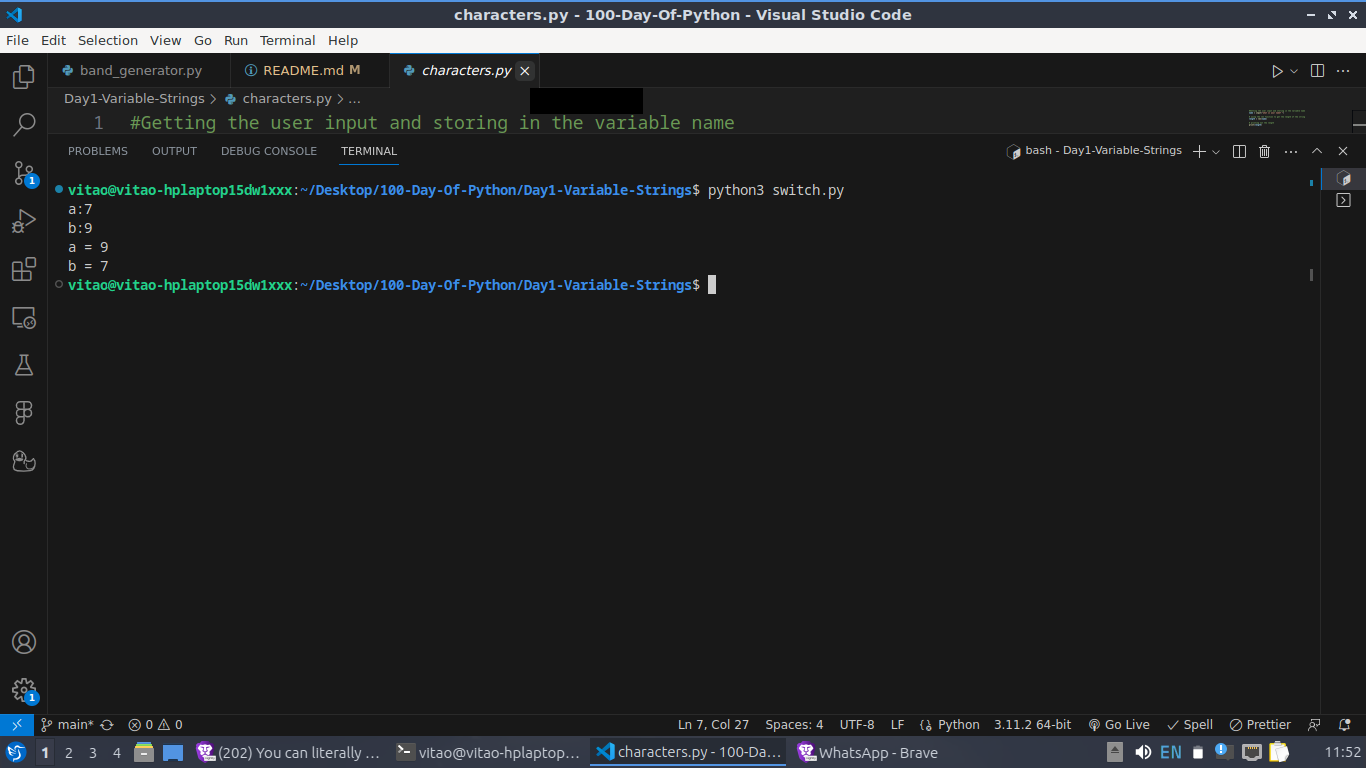 characters.py - 100-Day-Of-Python - Visual Studio Code
File Edit Selection View Go Run Terminal Help
band_generator.py README.md M characters.py
Day1-Variable-Strings > characters.py > ...
1 #Getting the user input and storing in the variable name
PROBLEMS OUTPUT DEBUG CONSOLE TERMINAL bash - Day1-Variable-Strings
vitao@vitao-hplaptop15dw1xxx:~/Desktop/100-Day-Of-Python/Day1-Variable-Strings$ python3 switch.py
a:7
b:9
a = 9
b = 7
vitao@vitao-hplaptop15dw1xxx:~/Desktop/100-Day-Of-Python/Day1-Variable-Strings$
1
1
main* 0 0 Ln 7, Col 27 Spaces: 4 UTF-8 LF Python 3.11.2 64-bit Go Live Spell Prettier
1 2 3 4 (202) You can literally ... vitao@vitao-hplaptop... characters.py - 100-Da... WhatsApp - Brave EN 11:52